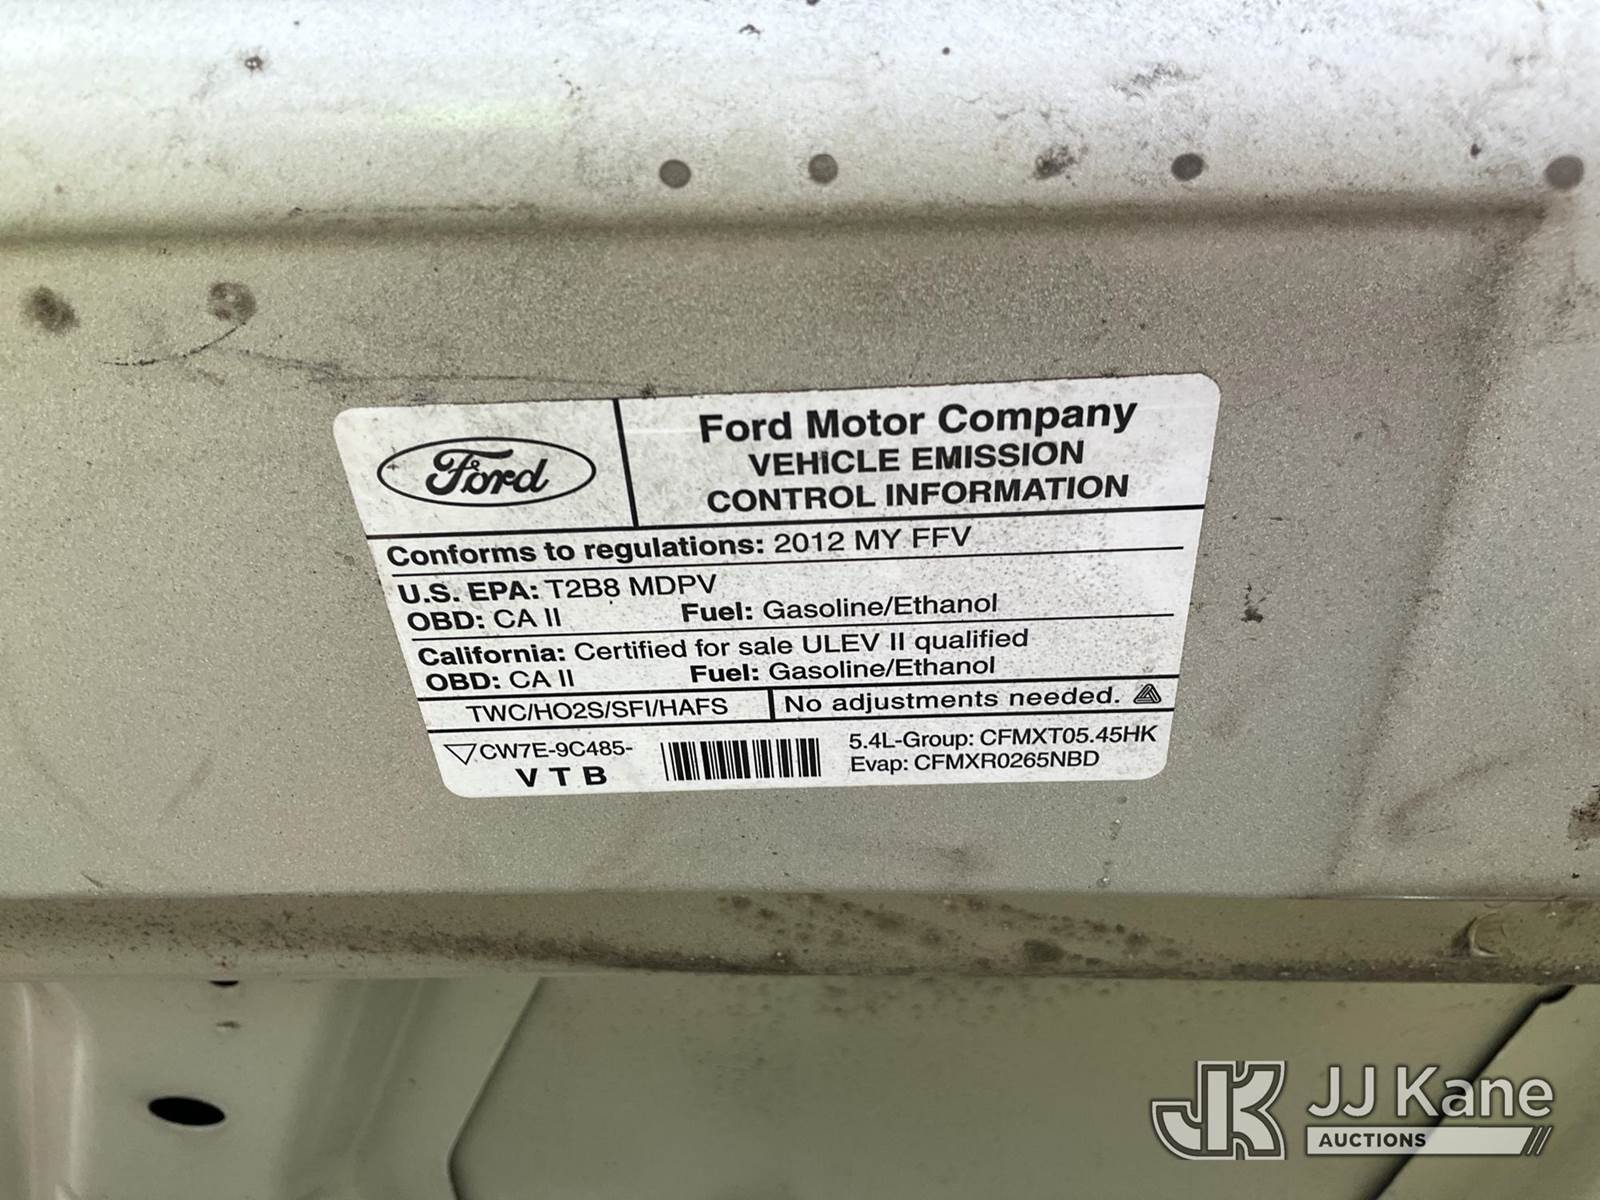 Ford
Ford Motor Company
VEHICLE EMISSION
CONTROL INFORMATION
Conforms to regulations: 2012 MY FFV
U.S. EPA: T2B8 MDPV
OBD: CA II Fuel: Gasoline/Ethanol
California: Certified for sale ULEV II qualified
OBD: CA II Fuel: Gasoline/Ethanol
TWC/HO2S/SFI/HAFS
No adjustments needed.
CW7E-9C485-
V T B
5.4L-Group: CFMXT05.45HK
Evap: CFMXR0265NBD
JK
JJ Kane
AUCTIONS